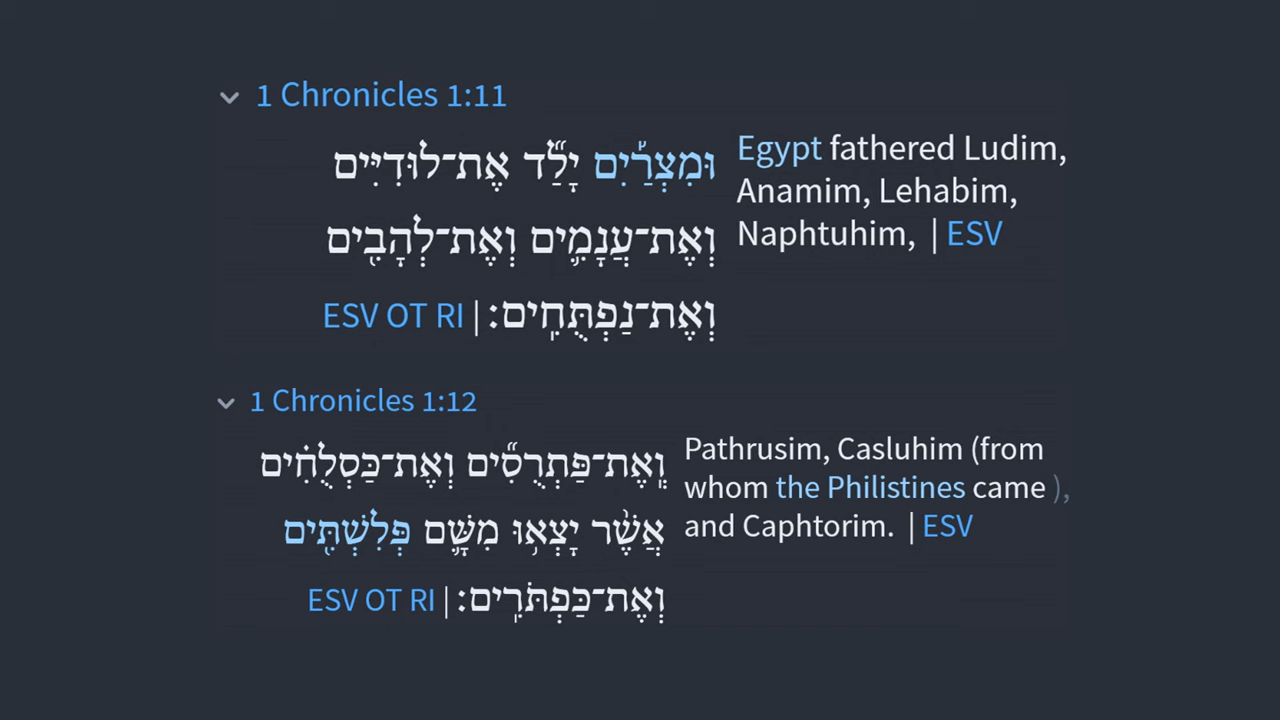 1 Chronicles 1:11
וּמִצְרַ֡יִם יָלַ֞ד אֶת־לוּדִיִּים
וְאֶת־עֲנָמִ֛ים וְאֶת־לְהָבִ֖ים
וְאֶת־נַפְתֻּחִֽים׃ | ESV OT RI
Egypt fathered Ludim,
Anamim, Lehabim,
Naphtuhim, | ESV
1 Chronicles 1:12
וְֽאֶת־פַּתְרֻסִ֞ים וְאֶת־כַּסְלֻחִ֗ים
אֲשֶׁ֨ר יָצְא֥וּ מִשָּׁ֛ם פְּלִשְׁתִּ֖ים
וְאֶת־כַּפְתֹּרִֽים׃ | ESV OT RI
Pathrusim, Casluhim (from
whom the Philistines came ),
and Caphtorim. | ESV